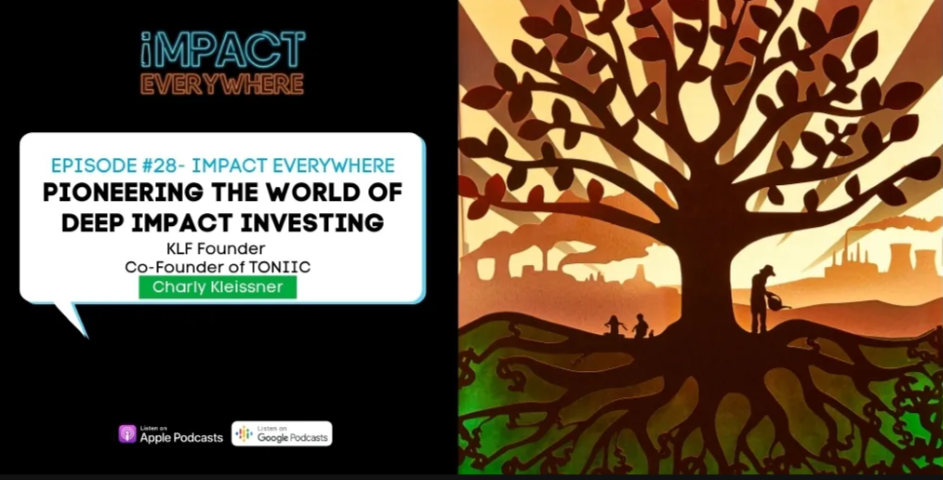 iMPACT
EVERYWHERE
EPISODE #28- IMPACT EVERYWHERE
PIONEERING THE WORLD OF
DEEP IMPACT INVESTING
KLF Founder
Co-Founder of TONIIC
Charly Kleissner
Listen on
Apple Podcasts
Listen on
Google Podcasts